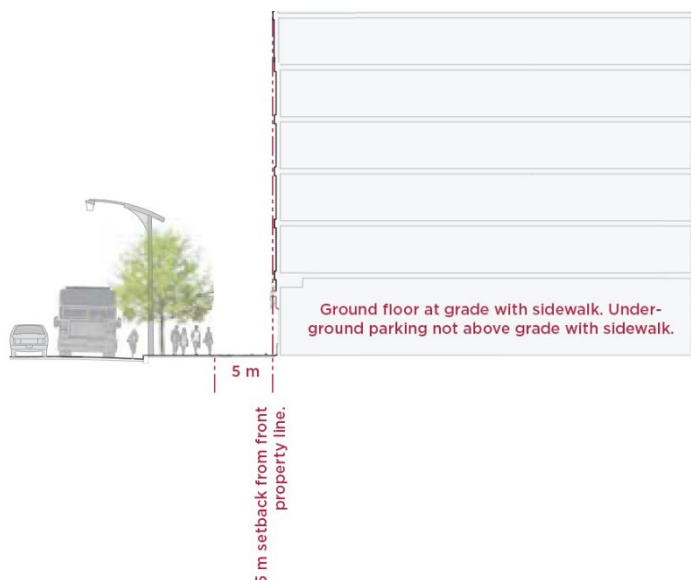 Ground floor at grade with sidewalk. Under-
ground parking not above grade with sidewalk.
5 m
5 m setback from front
property line.